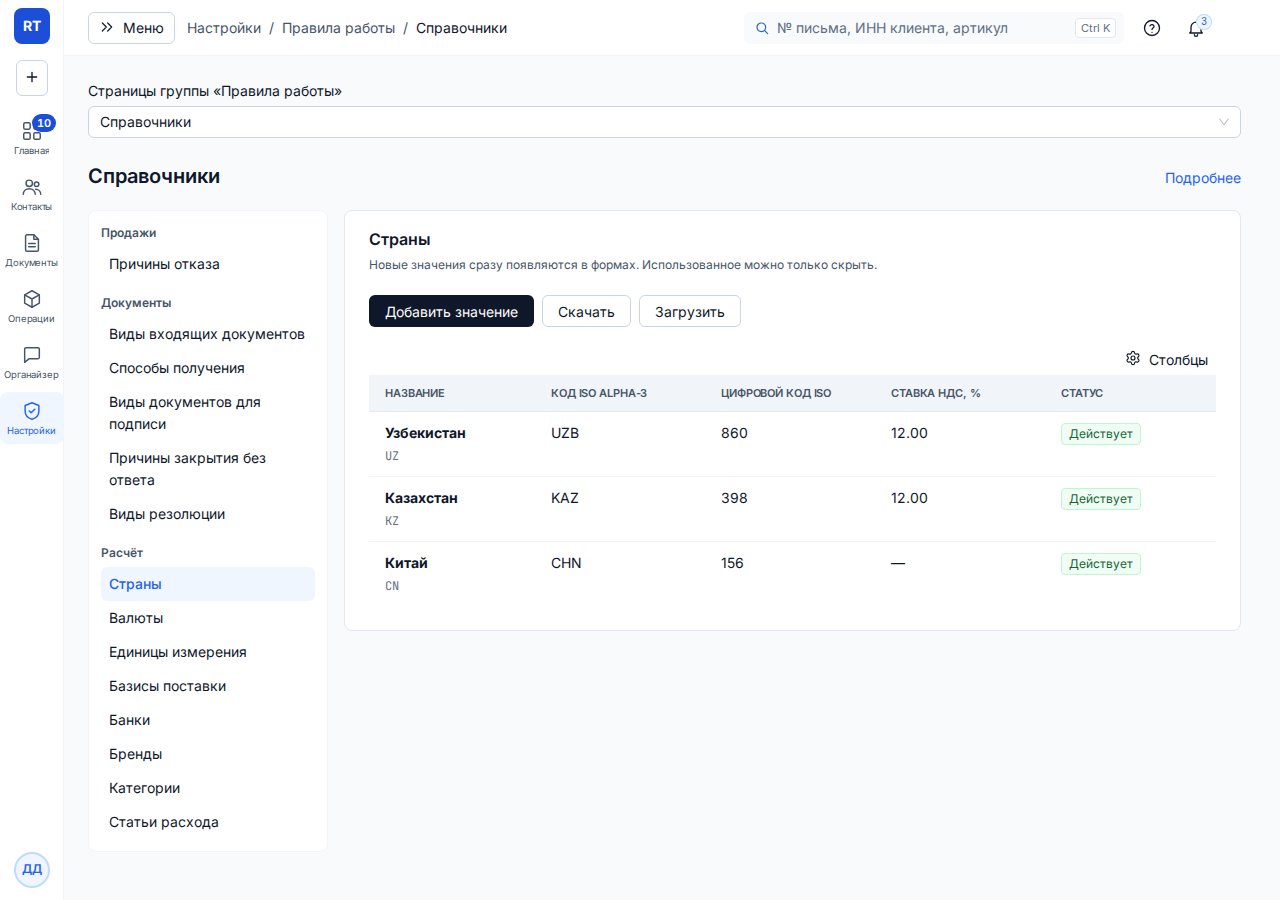 RT
Меню
Настройки / Правила работы / Справочники
№ письма, ИНН клиента, артикул
Ctrl K
3
10
Главная
Контакты
Документы
Операции
Органайзер
Настройки
ДД
Страницы группы «Правила работы»
Справочники
Справочники
Подробнее
Продажи
Причины отказа
Документы
Виды входящих документов
Способы получения
Виды документов для
подписи
Причины закрытия без
ответа
Виды резолюции
Расчёт
Страны
Валюты
Единицы измерения
Базисы поставки
Банки
Бренды
Категории
Статьи расхода
Страны
Новые значения сразу появляются в формах. Использованное можно только скрыть.
Добавить значение
Скачать
Загрузить
Столбцы
НАЗВАНИЕ КОД ISO ALPHA-3 ЦИФРОВОЙ КОД ISO СТАВКА НДС, % СТАТУС
Узбекистан UZB 860 12.00 Действует
UZ
Казахстан KAZ 398 12.00 Действует
KZ
Китай CHN 156 — Действует
CN